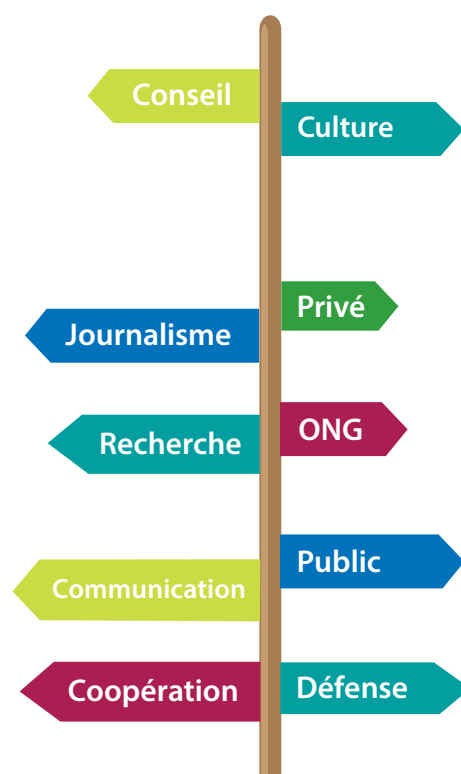 Conseil
Culture
Privé
Journalisme
ONG
Recherche
Public
Communication
Coopération
Défense